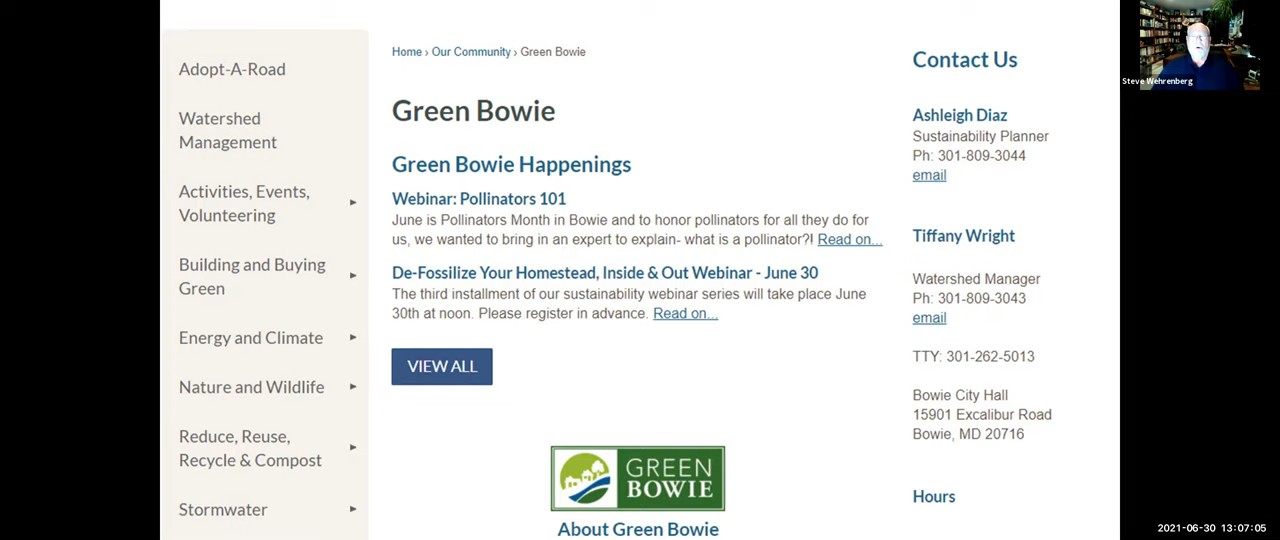 Adopt-A-Road
Watershed
Management
Activities, Events,
Volunteering
Building and Buying
Green
Energy and Climate
Nature and Wildlife
Reduce, Reuse,
Recycle & Compost
Stormwater
Home › Our Community › Green Bowie
Green Bowie
Green Bowie Happenings
Webinar: Pollinators 101
June is Pollinators Month in Bowie and to honor pollinators for all they do for
us, we wanted to bring in an expert to explain- what is a pollinator?! Read on...
De-Fossilize Your Homestead, Inside & Out Webinar - June 30
The third installment of our sustainability webinar series will take place June
30th at noon. Please register in advance. Read on...
VIEW ALL
GREEN
BOWIE
About Green Bowie
Contact Us
Ashleigh Diaz
Sustainability Planner
Ph: 301-809-3044
email
Tiffany Wright
Watershed Manager
Ph: 301-809-3043
email
TTY: 301-262-5013
Bowie City Hall
15901 Excalibur Road
Bowie, MD 20716
Hours
Steve Wehrenberg
2021-06-30 13:07:05